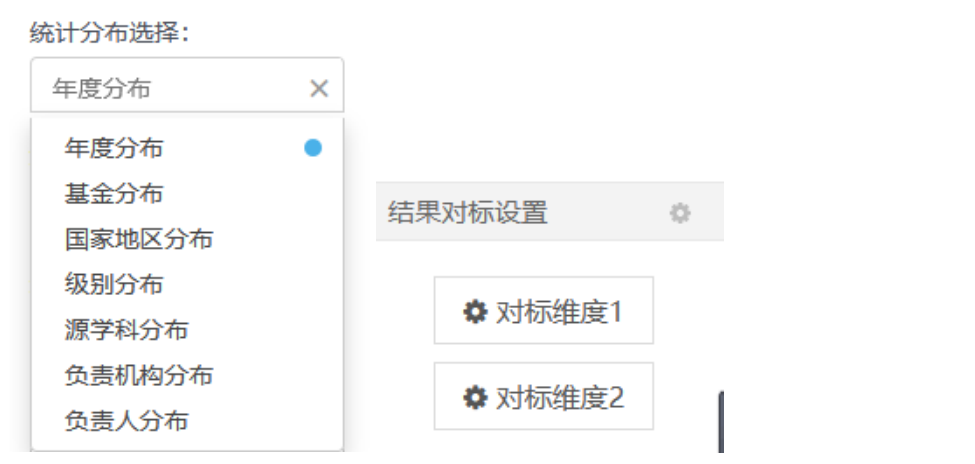 统计分布选择：
年度分布
年度分布
基金分布
国家地区分布
级别分布
源学科分布
负责机构分布
负责人分布
结果对标设置
对标维度1
对标维度2